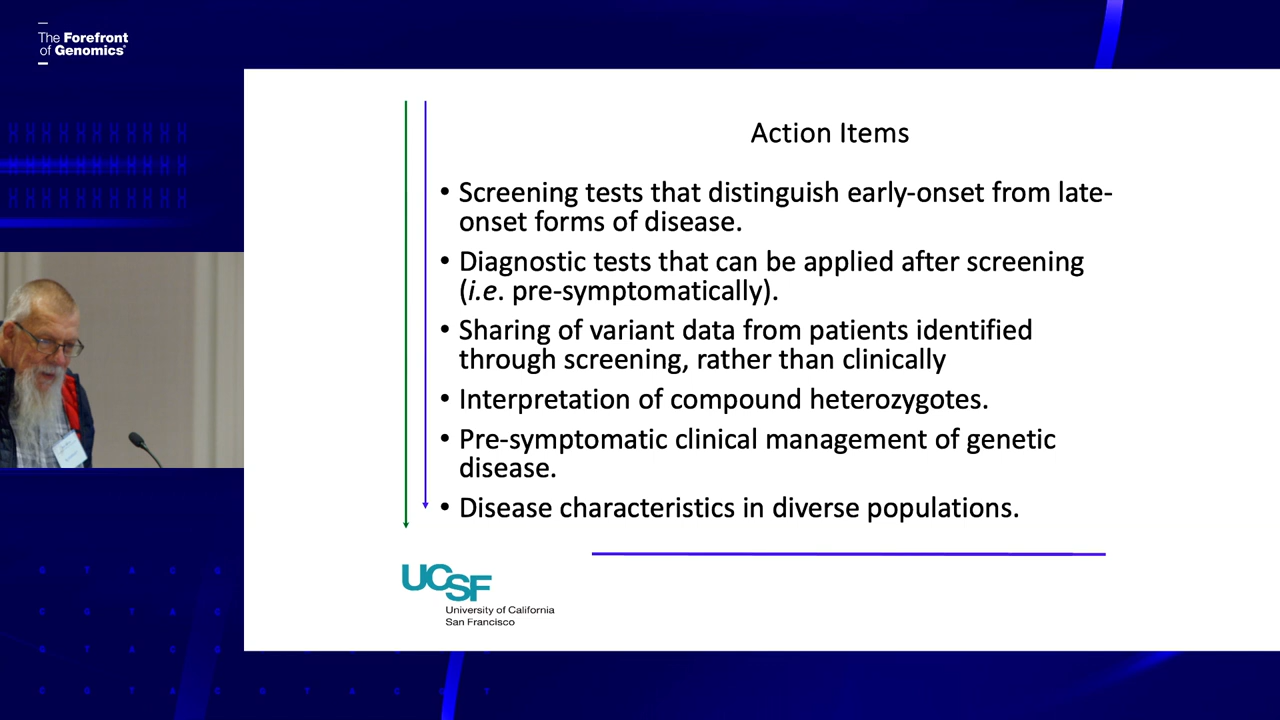 The Forefront
of Genomics®
Action Items
• Screening tests that distinguish early-onset from late-
onset forms of disease.
• Diagnostic tests that can be applied after screening
(i.e. pre-symptomatically).
• Sharing of variant data from patients identified
through screening, rather than clinically
• Interpretation of compound heterozygotes.
• Pre-symptomatic clinical management of genetic
disease.
• Disease characteristics in diverse populations.
UCSF
University of California
San Francisco